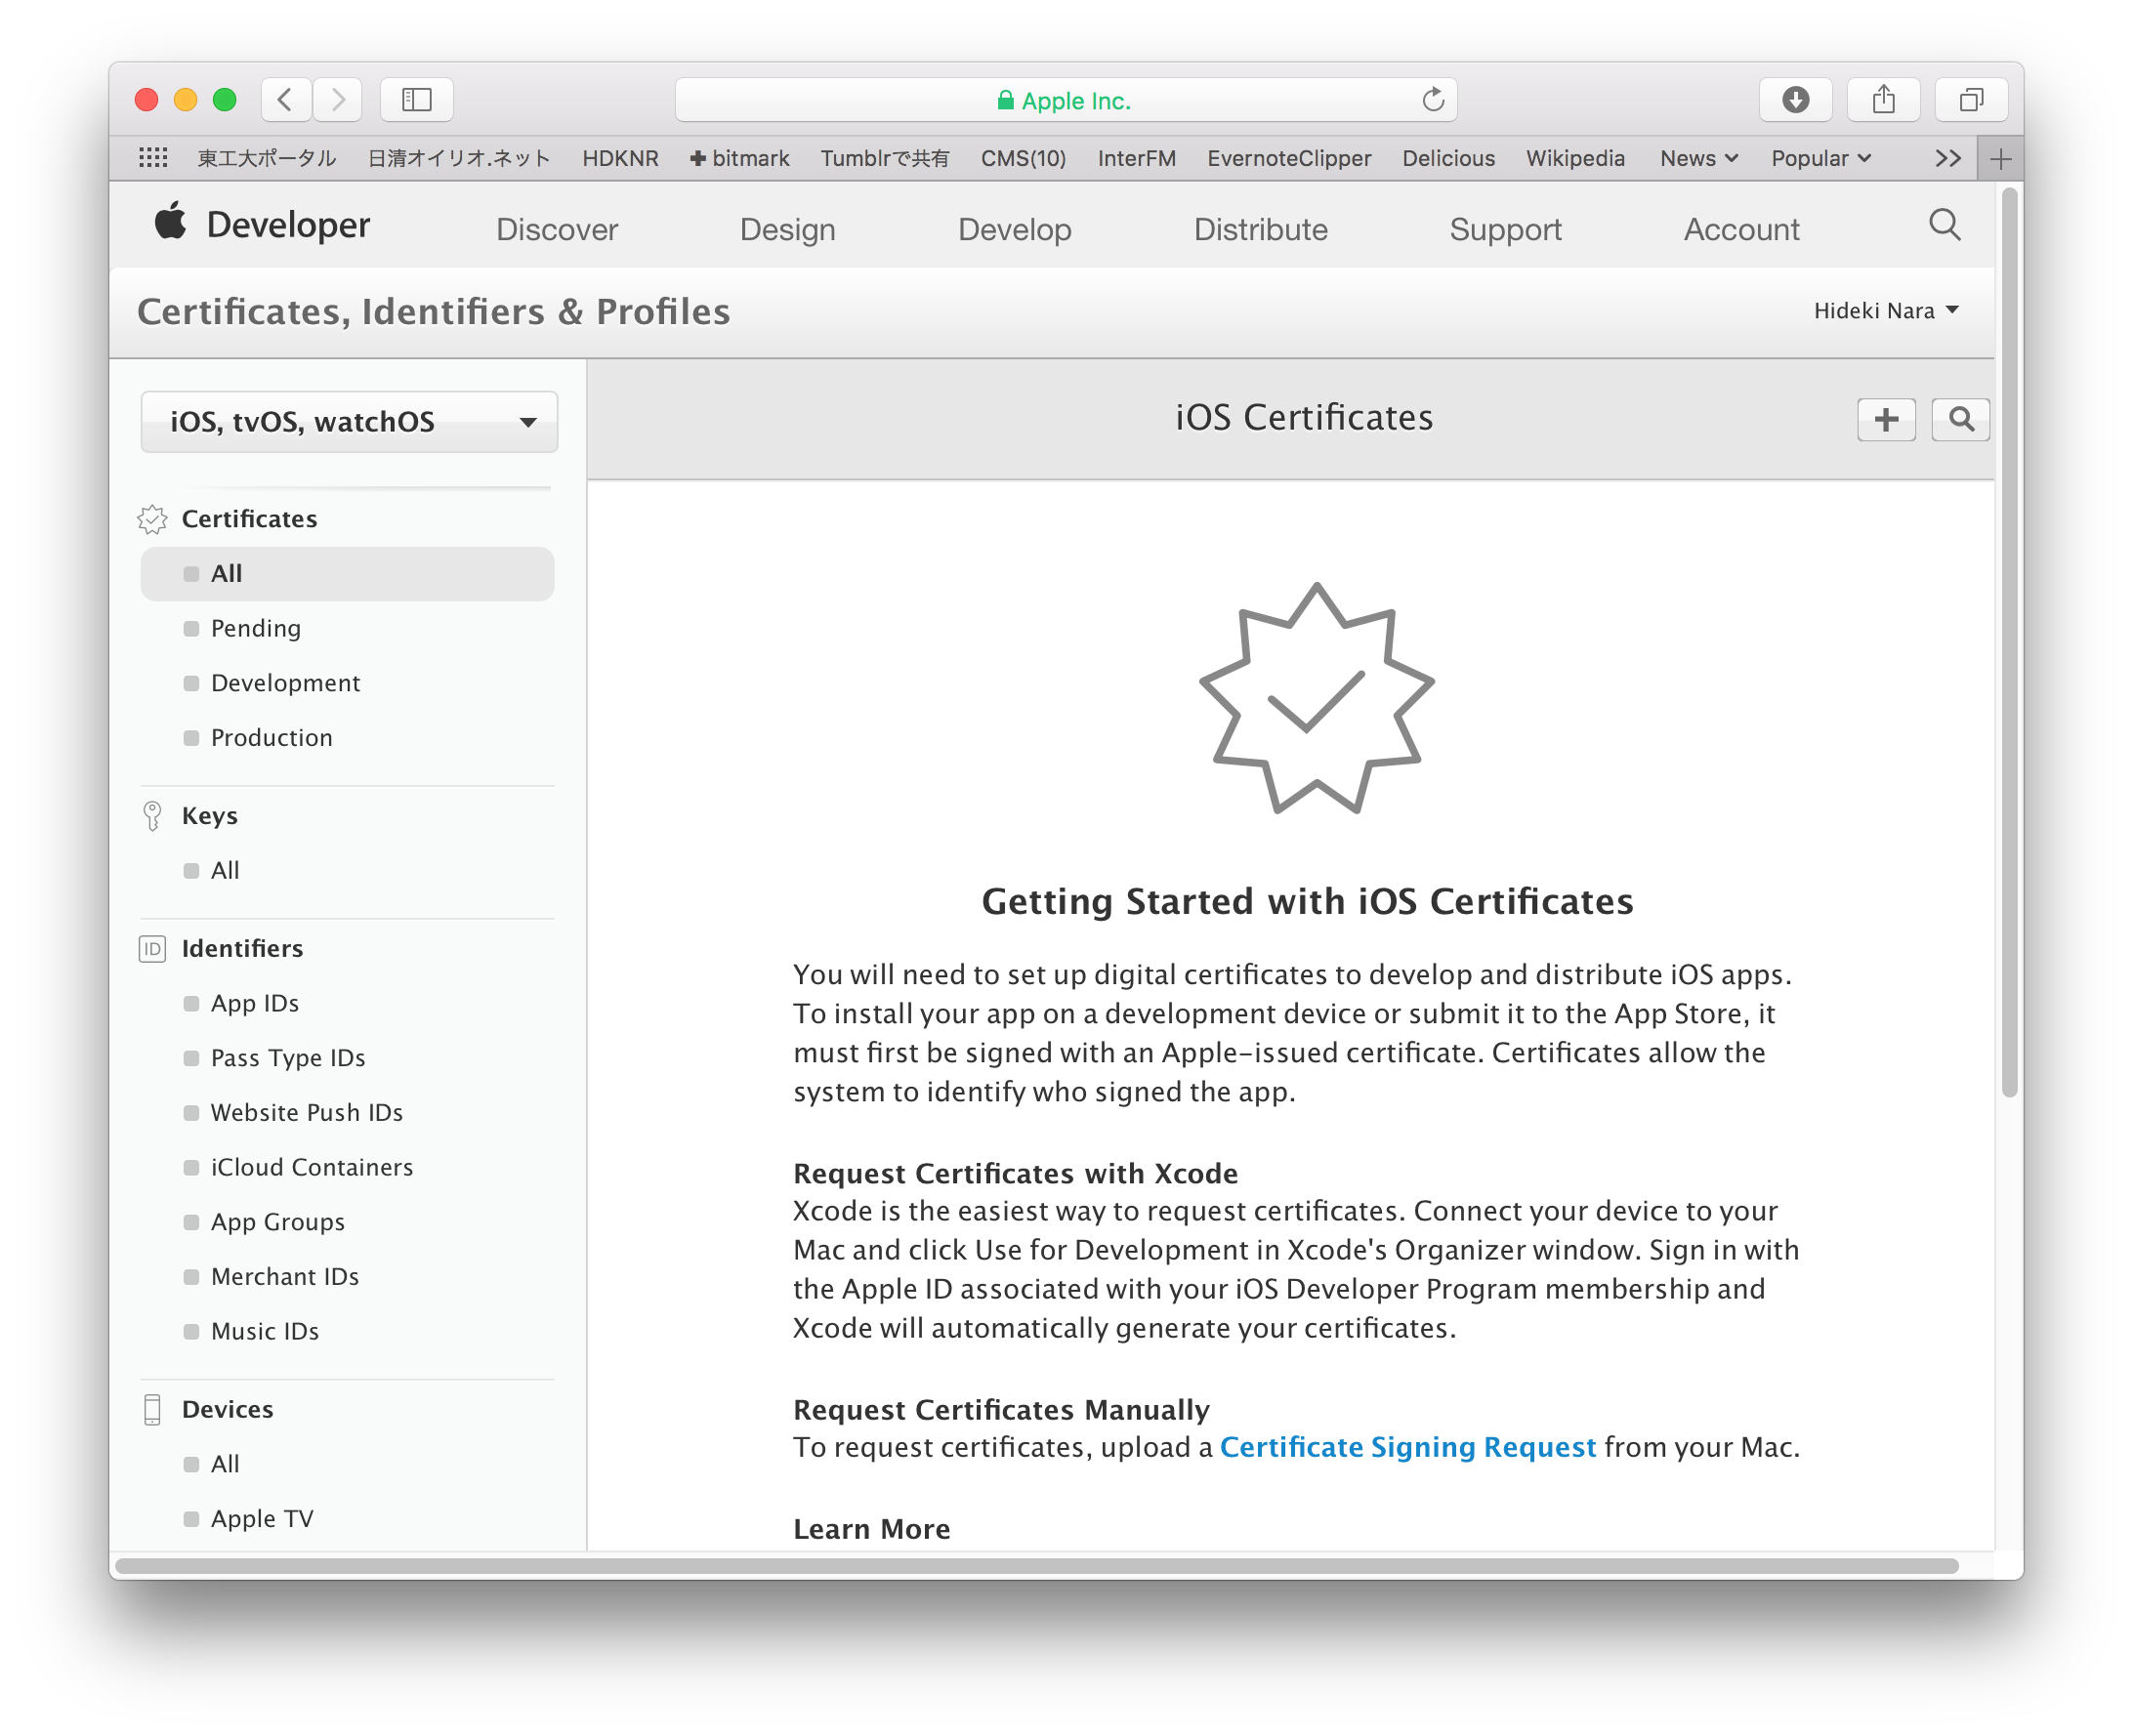 Apple Inc.
東工大ポータル 日清オイリオ.ネット HDKNR ✚ bitmark Tumblrで共有 CMS(10) InterFM EvernoteClipper Delicious Wikipedia News Popular
Developer Discover Design Develop Distribute Support Account
Certificates, Identifiers & Profiles
Hideki Nara
iOS, tvOS, watchOS
Certificates
All
Pending
Development
Production
Keys
All
ID Identifiers
App IDs
Pass Type IDs
Website Push IDs
iCloud Containers
App Groups
Merchant IDs
Music IDs
Devices
All
Apple TV
iOS Certificates
Getting Started with iOS Certificates
You will need to set up digital certificates to develop and distribute iOS apps.
To install your app on a development device or submit it to the App Store, it
must first be signed with an Apple-issued certificate. Certificates allow the
system to identify who signed the app.
Request Certificates with Xcode
Xcode is the easiest way to request certificates. Connect your device to your
Mac and click Use for Development in Xcode's Organizer window. Sign in with
the Apple ID associated with your iOS Developer Program membership and
Xcode will automatically generate your certificates.
Request Certificates Manually
To request certificates, upload a Certificate Signing Request from your Mac.
Learn More